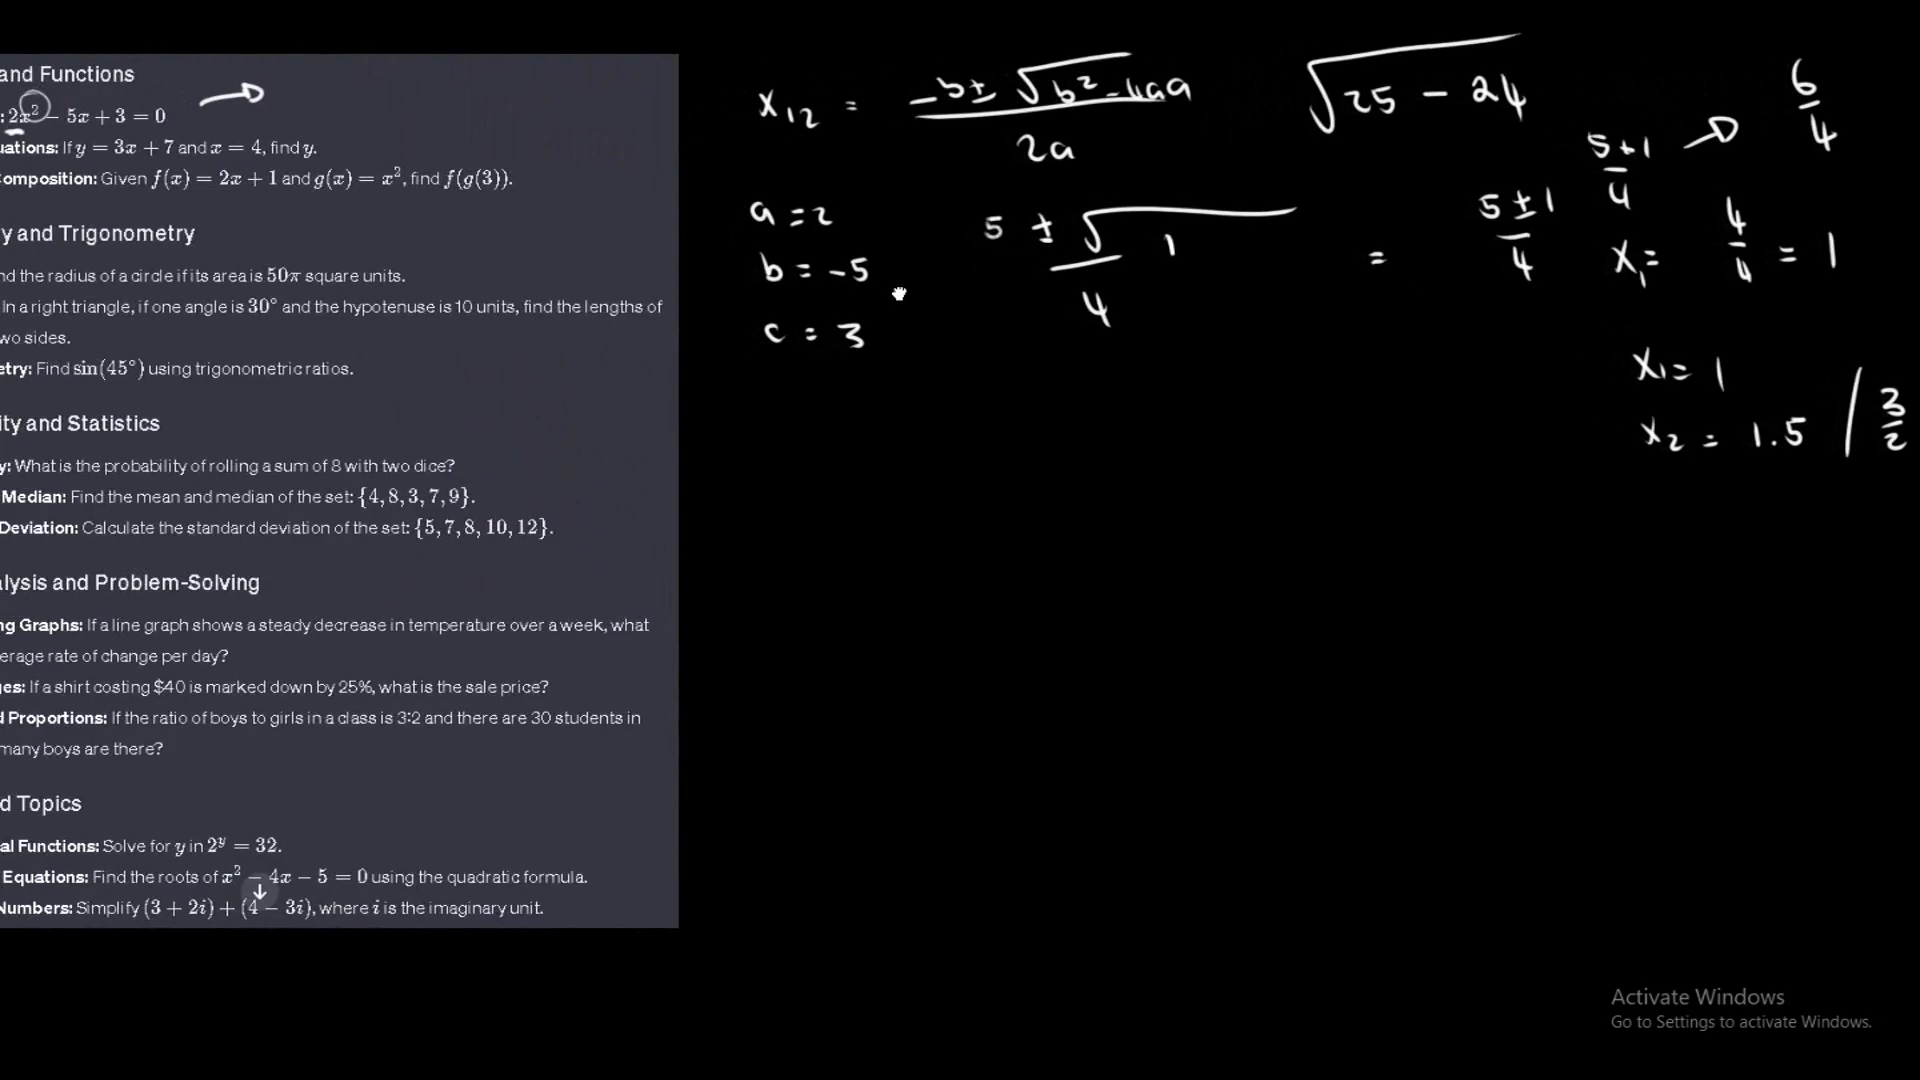 and Functions
: 2x² − 5x + 3 = 0
uations: If y = 3x + 7 and x = 4, find y.
omposition: Given f(x) = 2x + 1 and g(x) = x², find f(g(3)).
y and Trigonometry
nd the radius of a circle if its area is 50π square units.
In a right triangle, if one angle is 30° and the hypotenuse is 10 units, find the lengths of
wo sides.
etry: Find sin(45°) using trigonometric ratios.
ity and Statistics
y: What is the probability of rolling a sum of 8 with two dice?
Median: Find the mean and median of the set: {4, 8, 3, 7, 9}.
Deviation: Calculate the standard deviation of the set: {5, 7, 8, 10, 12}.
alysis and Problem-Solving
ng Graphs: If a line graph shows a steady decrease in temperature over a week, what
erage rate of change per day?
ges: If a shirt costing $40 is marked down by 25%, what is the sale price?
d Proportions: If the ratio of boys to girls in a class is 3:2 and there are 30 students in
many boys are there?
d Topics
al Functions: Solve for y in 2^y = 32.
Equations: Find the roots of x² − 4x − 5 = 0 using the quadratic formula.
Numbers: Simplify (3 + 2i) + (4 − 3i), where i is the imaginary unit.
x12 = (-b ± √(b² - 4a a)) / 2a
√(25 - 24)
a = 2
b = -5
c = 3
(5 ± √1) / 4 = (5 ± 1) / 4
(5 + 1) / 4 → 6/4
x1 = 4/4 = 1
x1 = 1
x2 = 1.5 / 3/2
Activate Windows
Go to Settings to activate Windows.